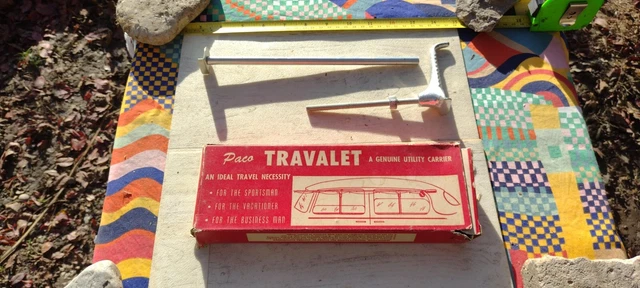 Paco TRAVALET A GENUINE UTILITY CARRIER
AN IDEAL TRAVEL NECESSITY
• FOR THE SPORTSMAN
• FOR THE VACATIONER
• FOR THE BUSINESS MAN